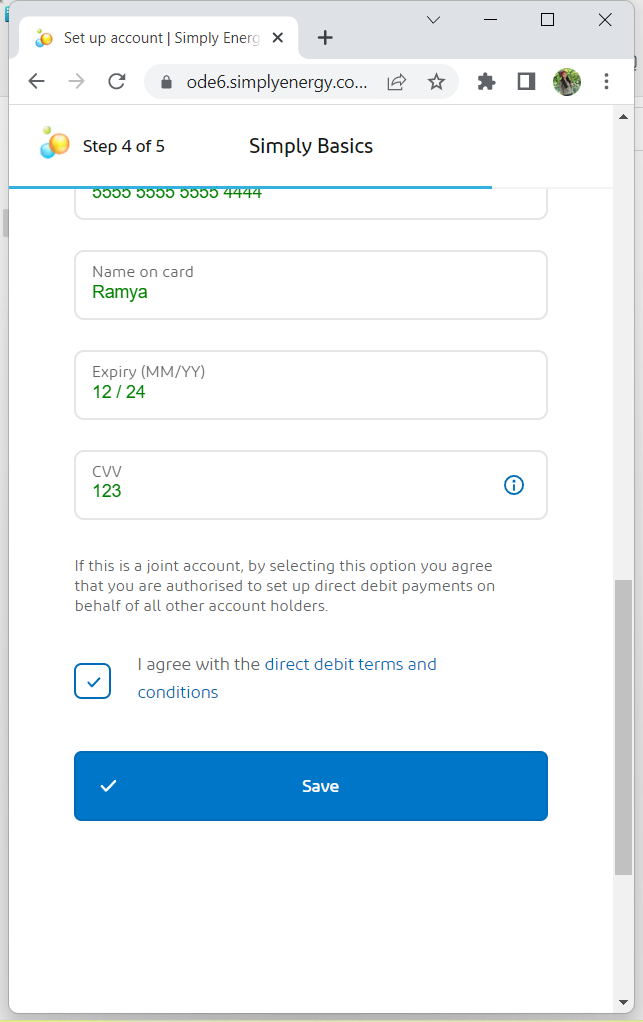 Set up account | Simply Energ
ode6.simplyenergy.co...
Step 4 of 5
Simply Basics
5555 5555 5555 4444
Name on card
Ramya
Expiry (MM/YY)
12 / 24
CVV
123
If this is a joint account, by selecting this option you agree
that you are authorised to set up direct debit payments on
behalf of all other account holders.
I agree with the direct debit terms and
conditions
Save